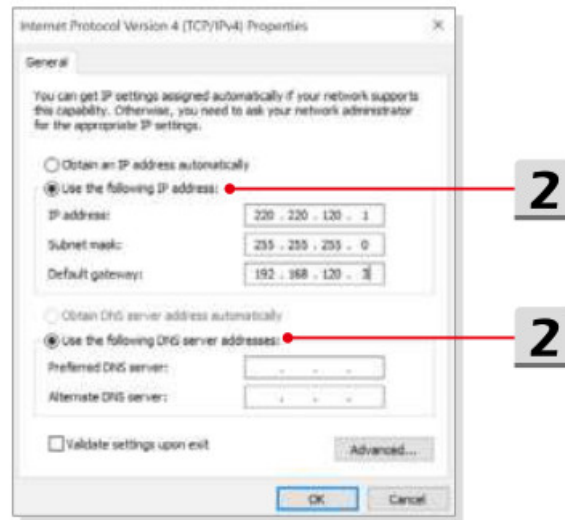 Internet Protocol Version 4 (TCP/IPv4) Properties
General
You can get IP settings assigned automatically if your network supports
this capability. Otherwise, you need to ask your network administrator
for the appropriate IP settings.
Obtain an IP address automatically
Use the following IP address:
2
IP address: 220 . 220 . 120 . 1
Subnet mask: 255 . 255 . 255 . 0
Default gateway: 192 . 168 . 120 . 3
Obtain DNS server address automatically
Use the following DNS server addresses:
2
Preferred DNS server: . . .
Alternate DNS server: . . .
Validate settings upon exit
Advanced...
OK Cancel